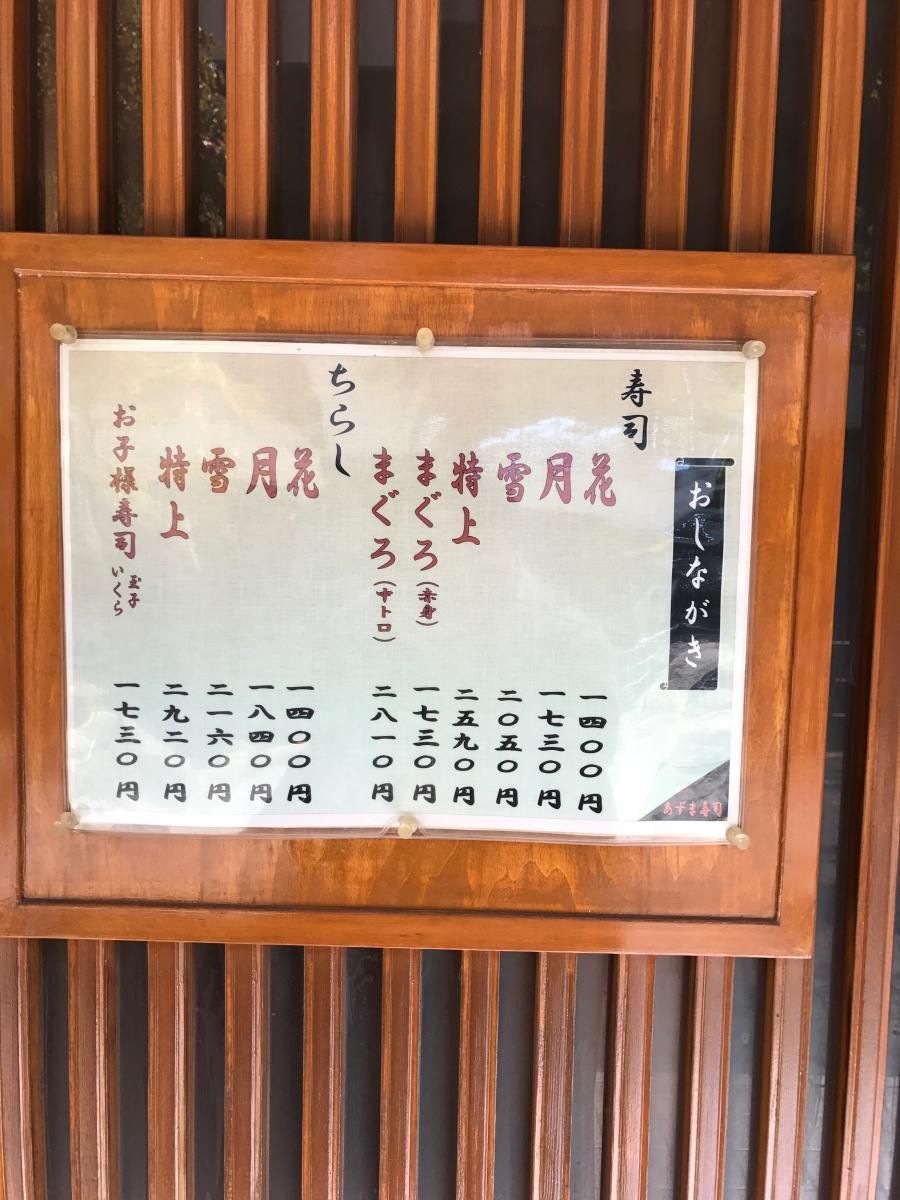 おしながき
寿司
花 一四〇〇円
月 一七三〇円
雪 二〇五〇円
特上 二五九〇円
まぐろ(赤身) 一七三〇円
まぐろ(中トロ) 二八一〇円
ちらし
花 一四〇〇円
月 一八四〇円
雪 二一六〇円
特上 二九二〇円
お子様寿司 玉子 いくら 一七三〇円
あずま寿司